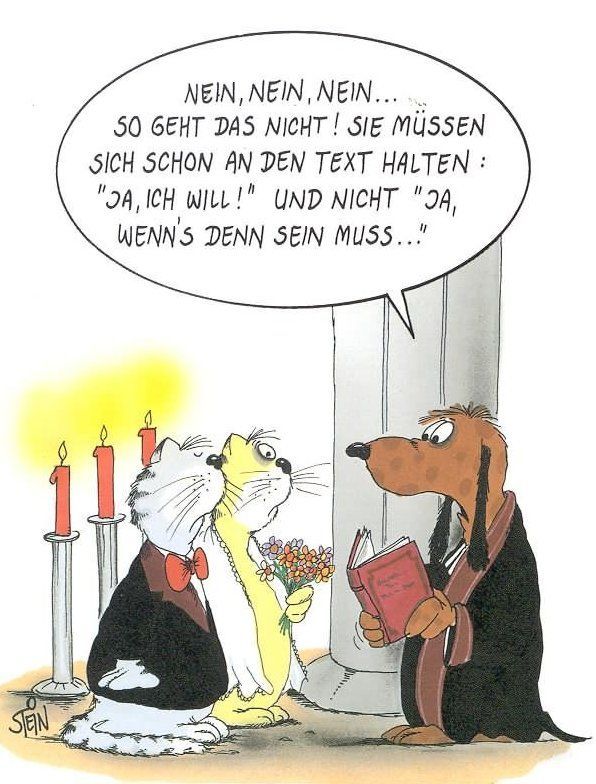 NEIN, NEIN, NEIN...
SO GEHT DAS NICHT! SIE MÜSSEN
SICH SCHON AN DEN TEXT HALTEN:
"JA, ICH WILL!" UND NICHT "JA,
WENN'S DENN SEIN MUSS..."
STEIN